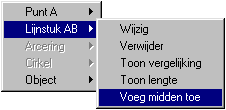 Punt A
Lijnstuk AB
Arcering
Cirkel
Object
Wijzig
Verwijder
Toon vergelijking
Toon lengte
Voeg midden toe